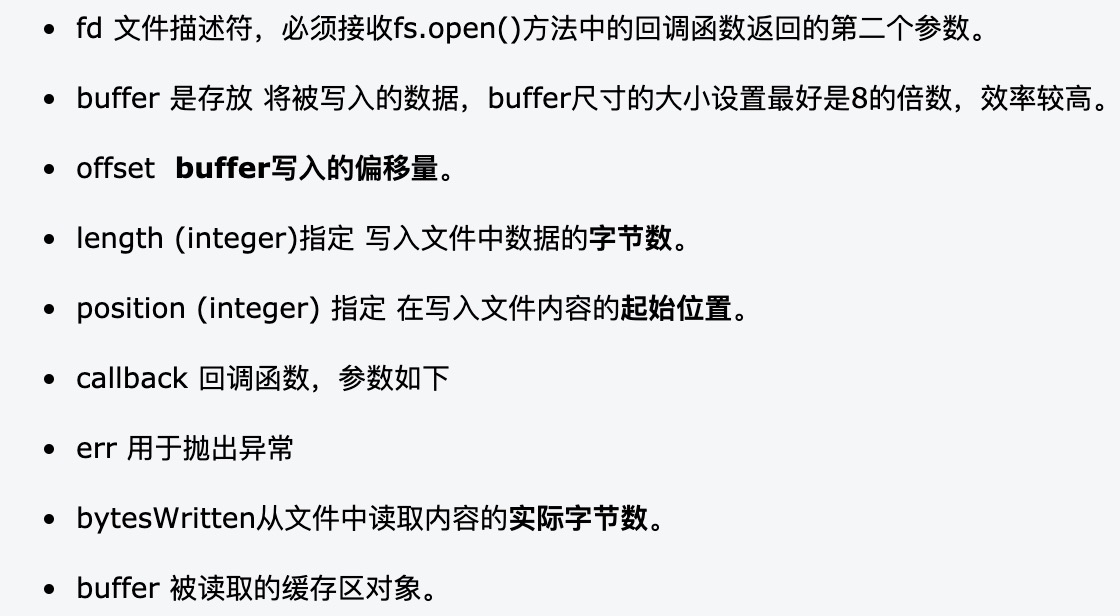 • fd 文件描述符，必须接收fs.open()方法中的回调函数返回的第二个参数。
• buffer 是存放 将被写入的数据，buffer尺寸的大小设置最好是8的倍数，效率较高。
• offset  buffer写入的偏移量。
• length (integer)指定 写入文件中数据的字节数。
• position (integer) 指定 在写入文件内容的起始位置。
• callback 回调函数，参数如下
• err 用于抛出异常
• bytesWritten从文件中读取内容的实际字节数。
• buffer 被读取的缓存区对象。